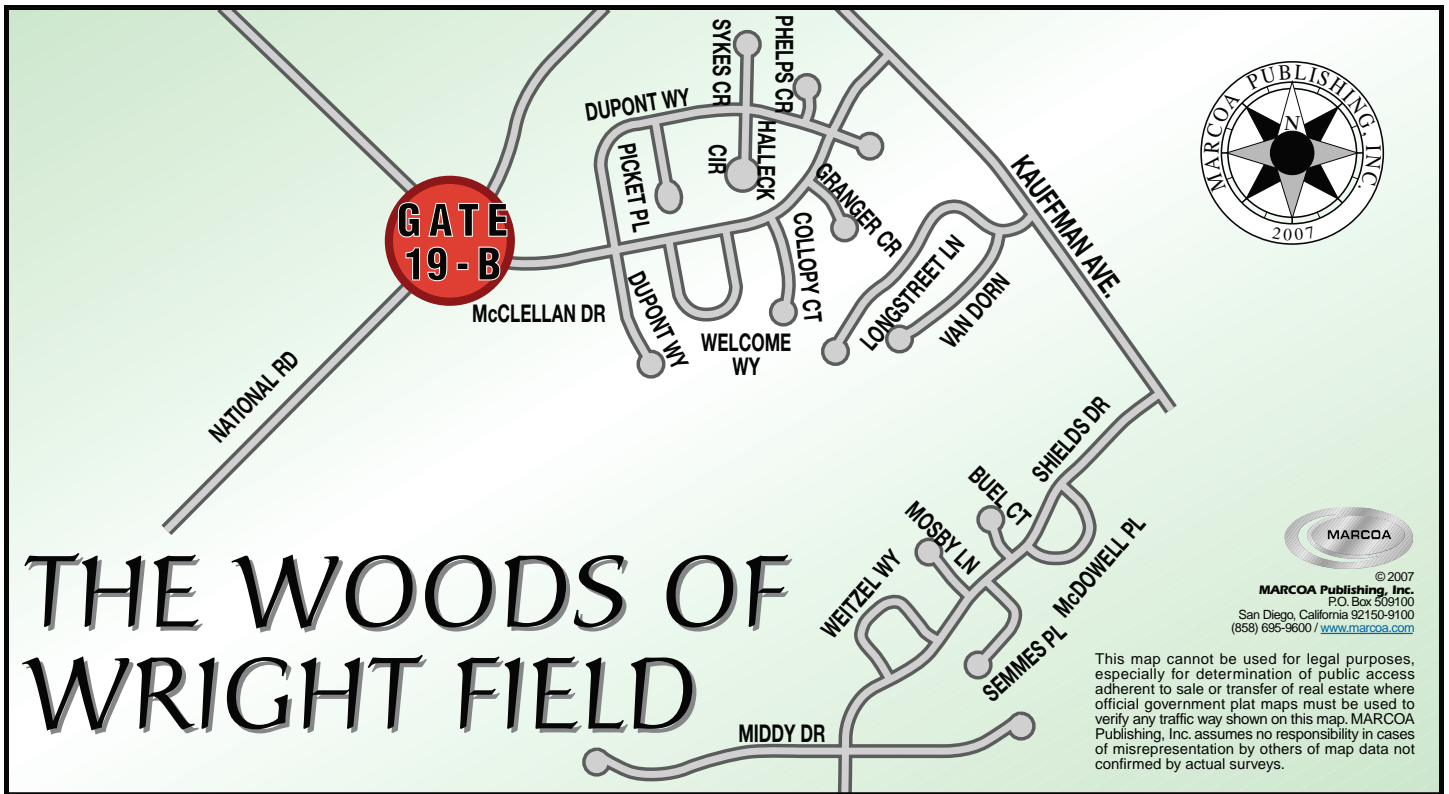 SYKES CR
PHELPS CR
DUPONT WY
HALLECK
CIR
PICKET PL
GRANGER CR
COLLOPY CT
KAUFFMAN AVE.
MARCOA PUBLISHING, INC.
N
2007
GATE
19-B
McCLELLAN DR
DUPONT WY
WELCOME
WY
LONGSTREET LN
VAN DORN
NATIONAL RD
SHIELDS DR
BUEL CT
MOSBY LN
WEITZEL WY
McDOWELL PL
SEMMES PL
MIDDY DR
THE WOODS OF
WRIGHT FIELD
MARCOA
© 2007
MARCOA Publishing, Inc.
P.O. Box 509100
San Diego, California 92150-9100
(858) 695-9600 / www.marcoa.com
This map cannot be used for legal purposes,
especially for determination of public access
adherent to sale or transfer of real estate where
official government plat maps must be used to
verify any traffic way shown on this map. MARCOA
Publishing, Inc. assumes no responsibility in cases
of misrepresentation by others of map data not
confirmed by actual surveys.